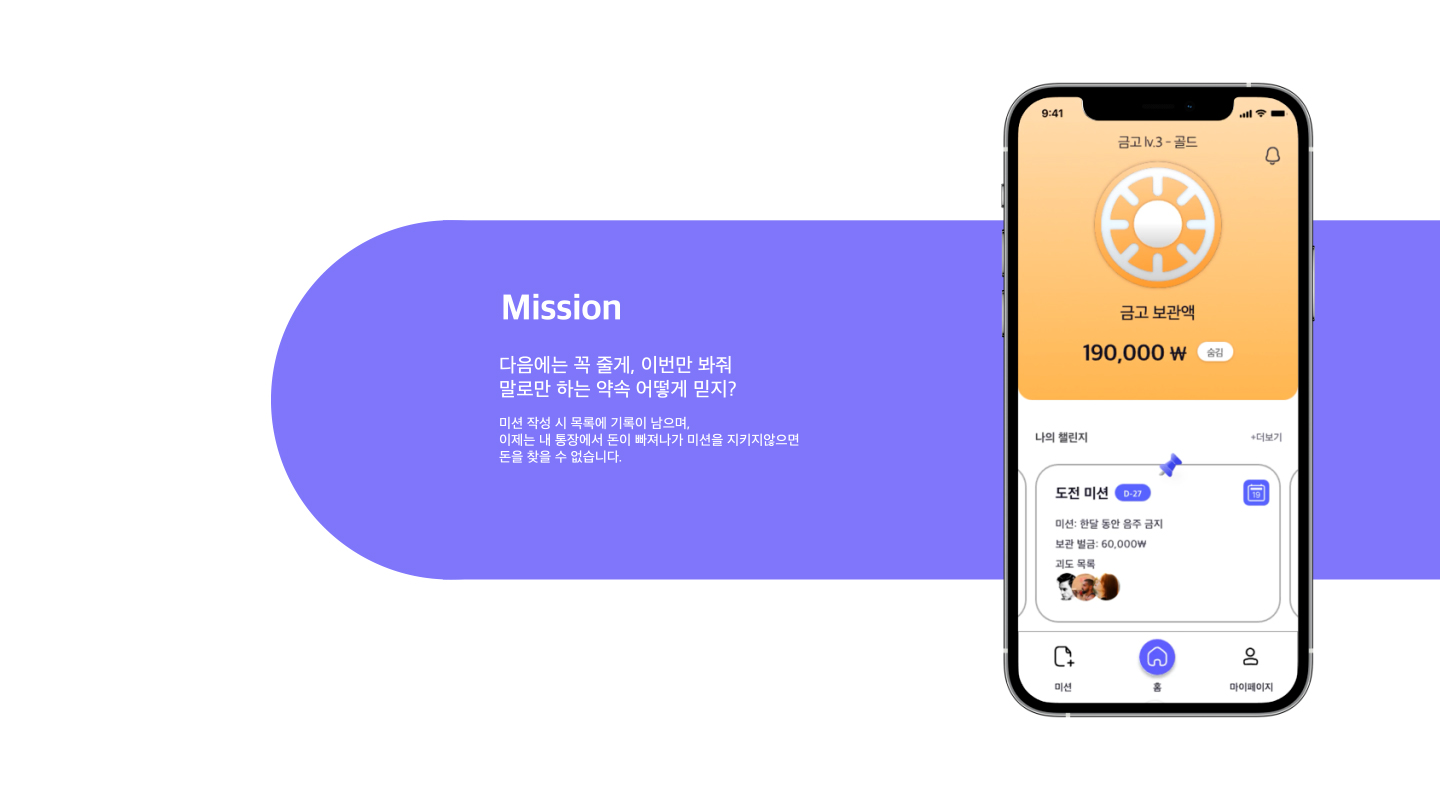 Mission
다음에는 꼭 줄게, 이번만 봐줘
말로만 하는 약속 어떻게 믿지?
미션 작성 시 목록에 기록이 남으며,
이제는 내 통장에서 돈이 빠져나가 미션을 지키지않으면
돈을 찾을 수 없습니다.
9:41
금고 lv.3 - 골드
금고 보관액
190,000 ₩ 숨김
나의 챌린지 +더보기
도전 미션 D-27 19
미션: 한달 동안 음주 금지
보관 벌금: 60,000₩
괴도 목록
미션 홈 마이페이지